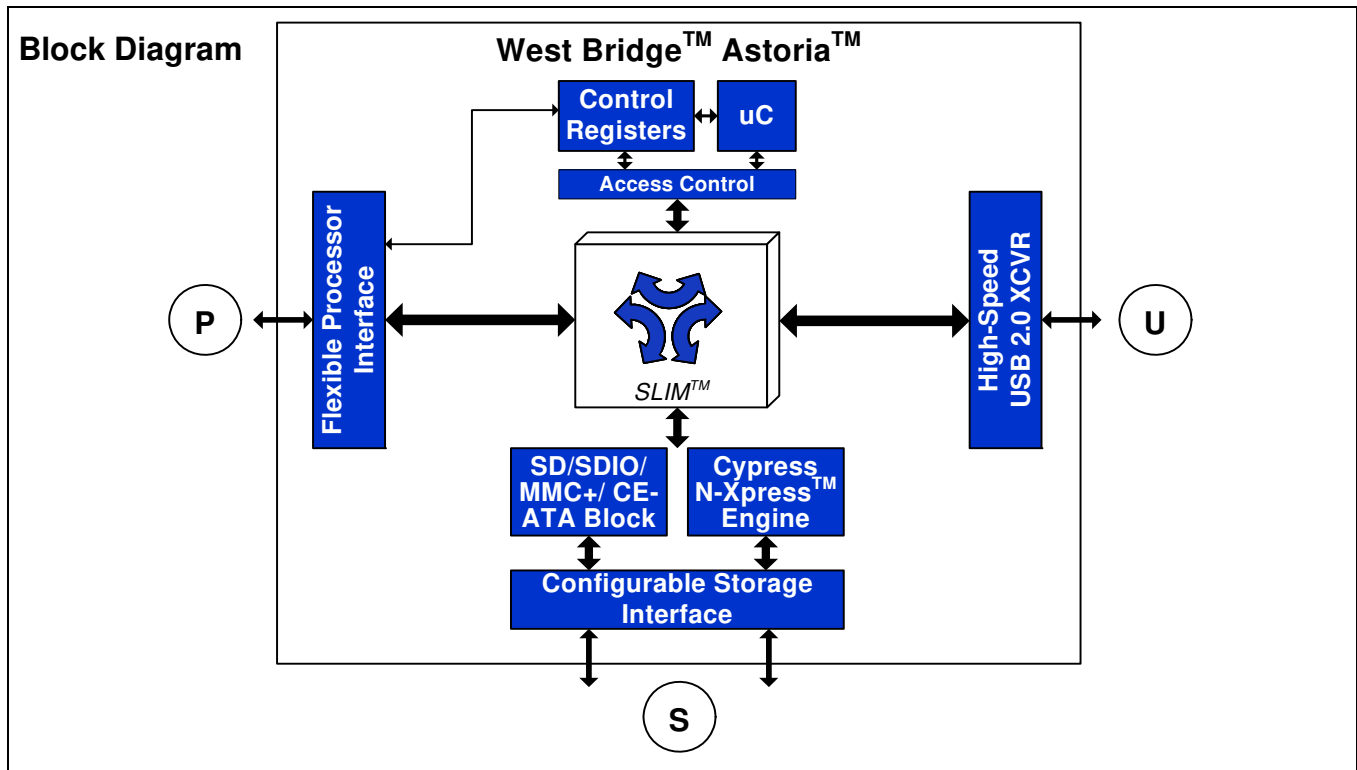 Block Diagram
West Bridge™ Astoria™
Control
Registers
uC
Access Control
Flexible Processor
Interface
High-Speed
USB 2.0 XCVR
P
U
SLIM™
SD/SDIO/
MMC+/ CE-
ATA Block
Cypress
N-Xpress™
Engine
Configurable Storage
Interface
S